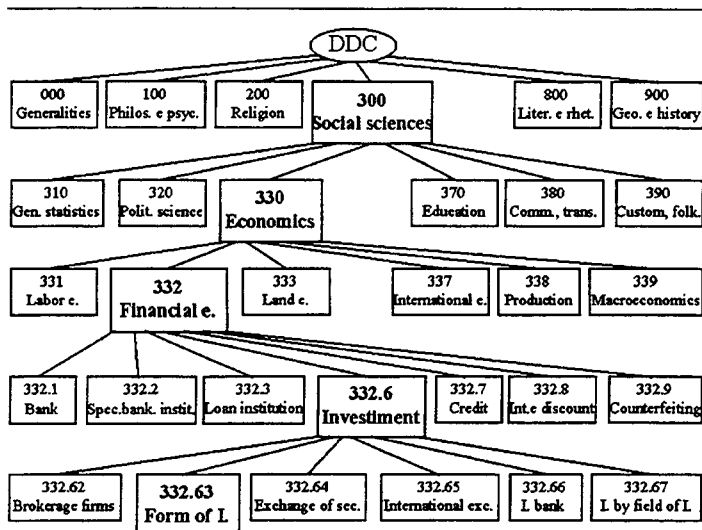 DDC
000
Generalities
100
Philos. e psyc.
200
Religion
300
Social sciences
800
Liter. e rhet.
900
Geo. e history
310
Gen. statistics
320
Polit. science
330
Economics
370
Education
380
Comm., trans.
390
Custom, folk.
331
Labor e.
332
Financial e.
333
Land e.
337
International e.
338
Production
339
Macroeconomics
332.1
Bank
332.2
Spec.bank. instit.
332.3
Loan institution
332.6
Investiment
332.7
Credit
332.8
Int.e discount
332.9
Counterfeiting
332.62
Brokerage firms
332.63
Form of I.
332.64
Exchange of sec.
332.65
International exc.
332.66
I. bank
332.67
I. by field of I.